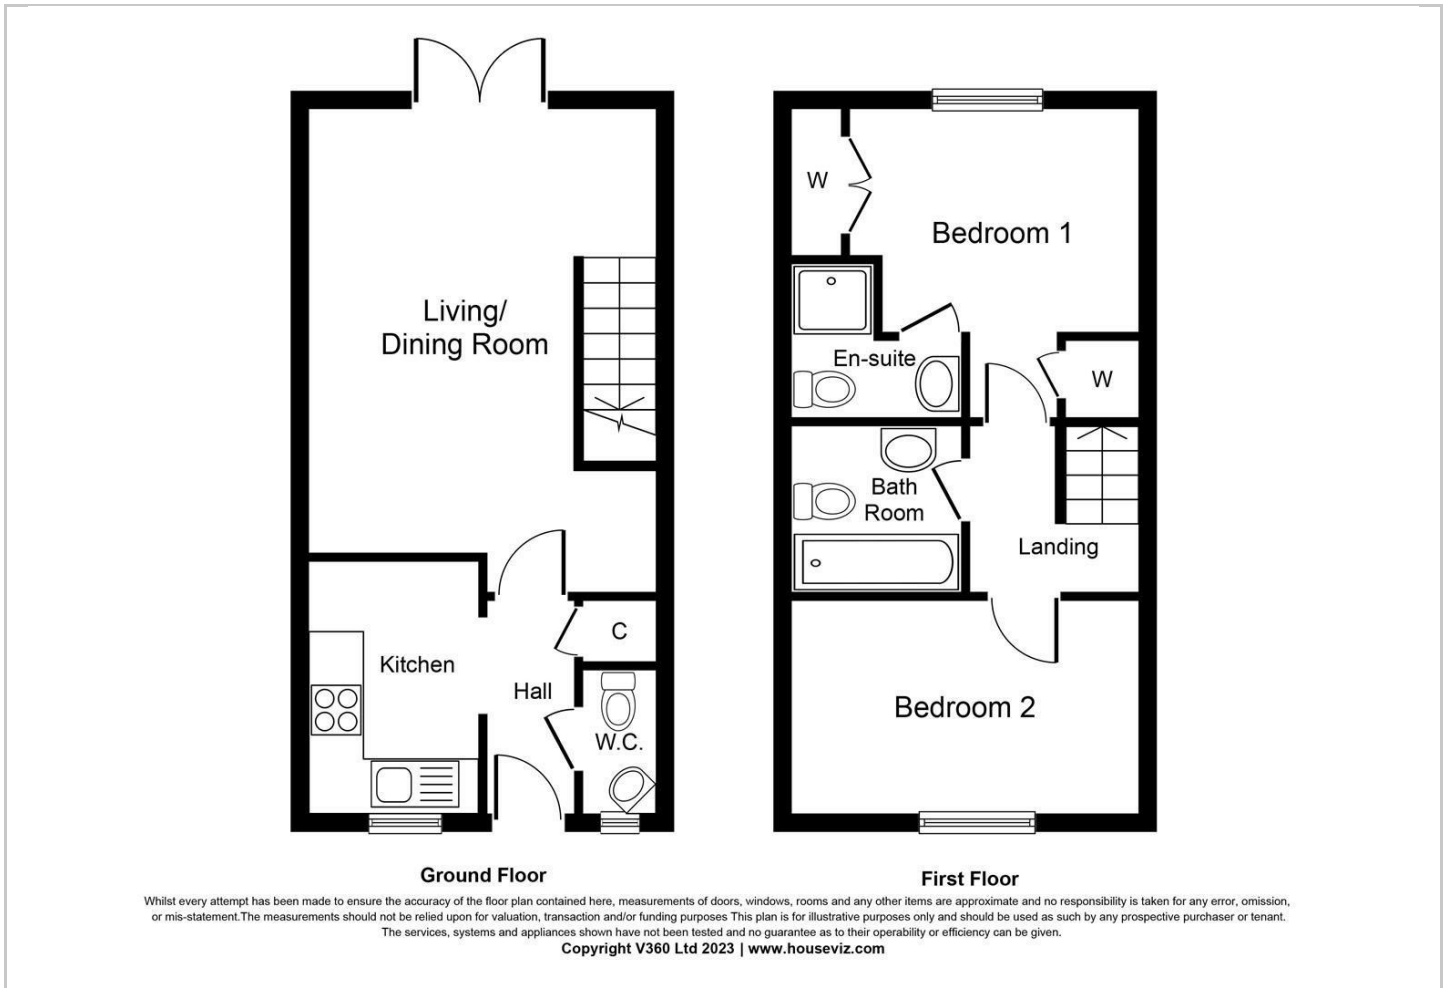 Living/
Dining Room
Kitchen
Hall
C
W.C.
Ground Floor
W
Bedroom 1
En-suite
W
Bath
Room
Landing
Bedroom 2
First Floor
Whilst every attempt has been made to ensure the accuracy of the floor plan contained here, measurements of doors, windows, rooms and any other items are approximate and no responsibility is taken for any error, omission,
or mis-statement.The measurements should not be relied upon for valuation, transaction and/or funding purposes This plan is for illustrative purposes only and should be used as such by any prospective purchaser or tenant.
The services, systems and appliances shown have not been tested and no guarantee as to their operability or efficiency can be given.
Copyright V360 Ltd 2023 | www.houseviz.com